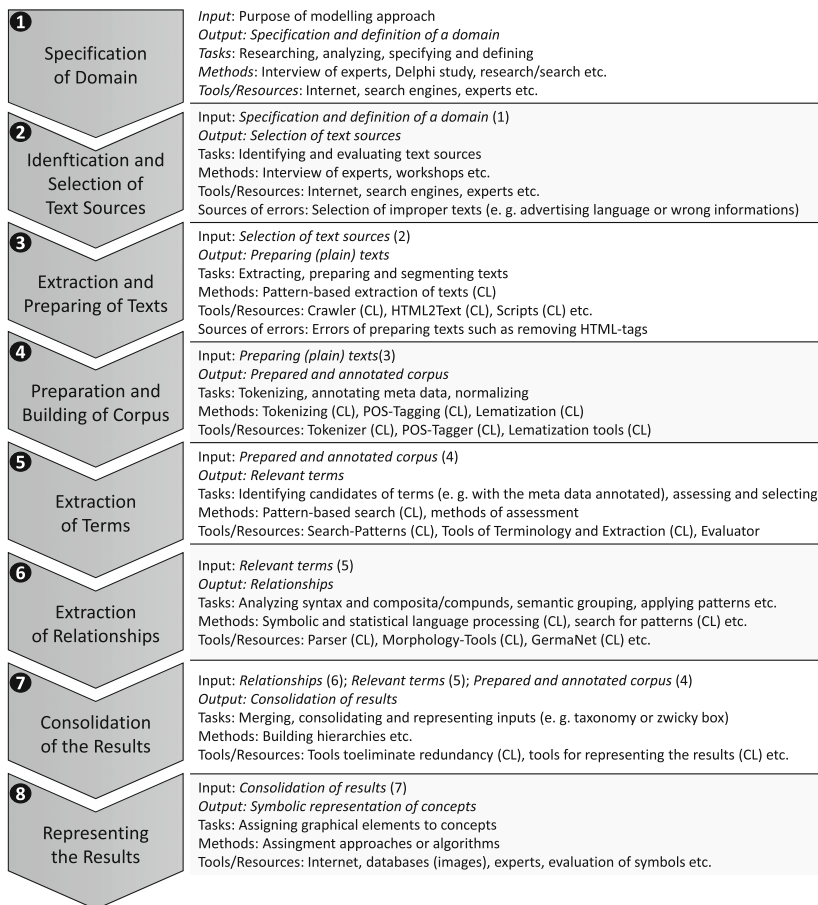 1
Specification
of Domain
Input: Purpose of modelling approach
Output: Specification and definition of a domain
Tasks: Researching, analyzing, specifying and defining
Methods: Interview of experts, Delphi study, research/search etc.
Tools/Resources: Internet, search engines, experts etc.
2
Idenftication and
Selection of
Text Sources
Input: Specification and definition of a domain (1)
Output: Selection of text sources
Tasks: Identifying and evaluating text sources
Methods: Interview of experts, workshops etc.
Tools/Resources: Internet, search engines, experts etc.
Sources of errors: Selection of improper texts (e. g. advertising language or wrong informations)
3
Extraction and
Preparing of Texts
Input: Selection of text sources (2)
Output: Preparing (plain) texts
Tasks: Extracting, preparing and segmenting texts
Methods: Pattern-based extraction of texts (CL)
Tools/Resources: Crawler (CL), HTML2Text (CL), Scripts (CL) etc.
Sources of errors: Errors of preparing texts such as removing HTML-tags
4
Preparation and
Building of Corpus
Input: Preparing (plain) texts(3)
Output: Prepared and annotated corpus
Tasks: Tokenizing, annotating meta data, normalizing
Methods: Tokenizing (CL), POS-Tagging (CL), Lematization (CL)
Tools/Resources: Tokenizer (CL), POS-Tagger (CL), Lematization tools (CL)
5
Extraction
of Terms
Input: Prepared and annotated corpus (4)
Output: Relevant terms
Tasks: Identifying candidates of terms (e. g. with the meta data annotated), assessing and selecting
Methods: Pattern-based search (CL), methods of assessment
Tools/Resources: Search-Patterns (CL), Tools of Terminology and Extraction (CL), Evaluator
6
Extraction
of Relationships
Input: Relevant terms (5)
Ouptut: Relationships
Tasks: Analyzing syntax and composita/compunds, semantic grouping, applying patterns etc.
Methods: Symbolic and statistical language processing (CL), search for patterns (CL) etc.
Tools/Resources: Parser (CL), Morphology-Tools (CL), GermaNet (CL) etc.
7
Consolidation
of the Results
Input: Relationships (6); Relevant terms (5); Prepared and annotated corpus (4)
Output: Consolidation of results
Tasks: Merging, consolidating and representing inputs (e. g. taxonomy or zwicky box)
Methods: Building hierarchies etc.
Tools/Resources: Tools toeliminate redundancy (CL), tools for representing the results (CL) etc.
8
Representing
the Results
Input: Consolidation of results (7)
Output: Symbolic representation of concepts
Tasks: Assigning graphical elements to concepts
Methods: Assingment approaches or algorithms
Tools/Resources: Internet, databases (images), experts, evaluation of symbols etc.